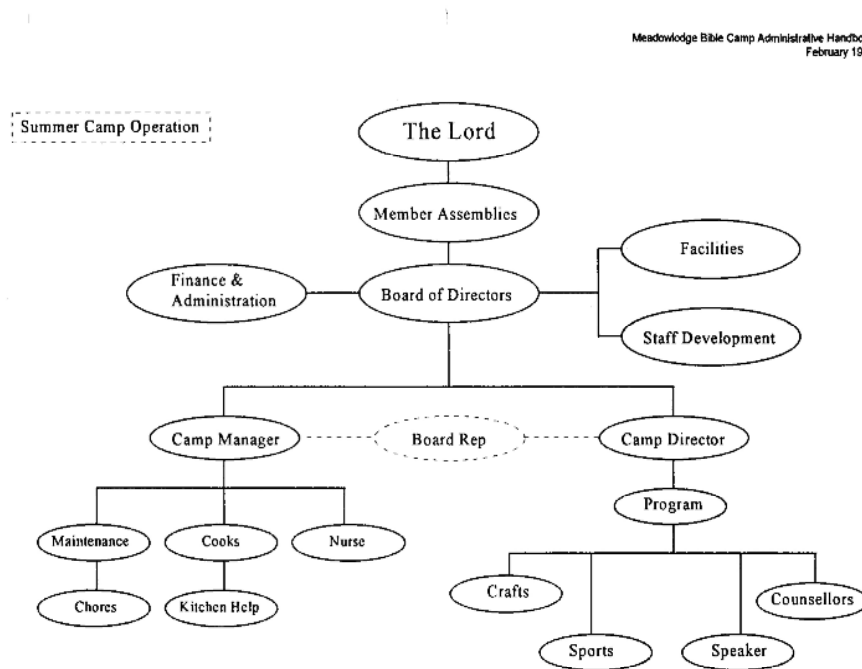 Meadowlodge Bible Camp Administrative Handbo
February 19
Summer Camp Operation
The Lord
Member Assemblies
Facilities
Finance &
Administration
Board of Directors
Staff Development
Camp Manager
Board Rep
Camp Director
Program
Maintenance
Cooks
Nurse
Crafts
Counsellors
Chores
Kitchen Help
Sports
Speaker